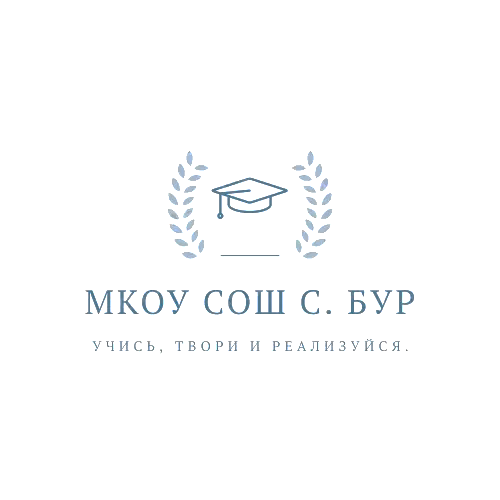 МКОУ СОШ С. БУР
УЧИСЬ, ТВОРИ И РЕАЛИЗУЙСЯ.